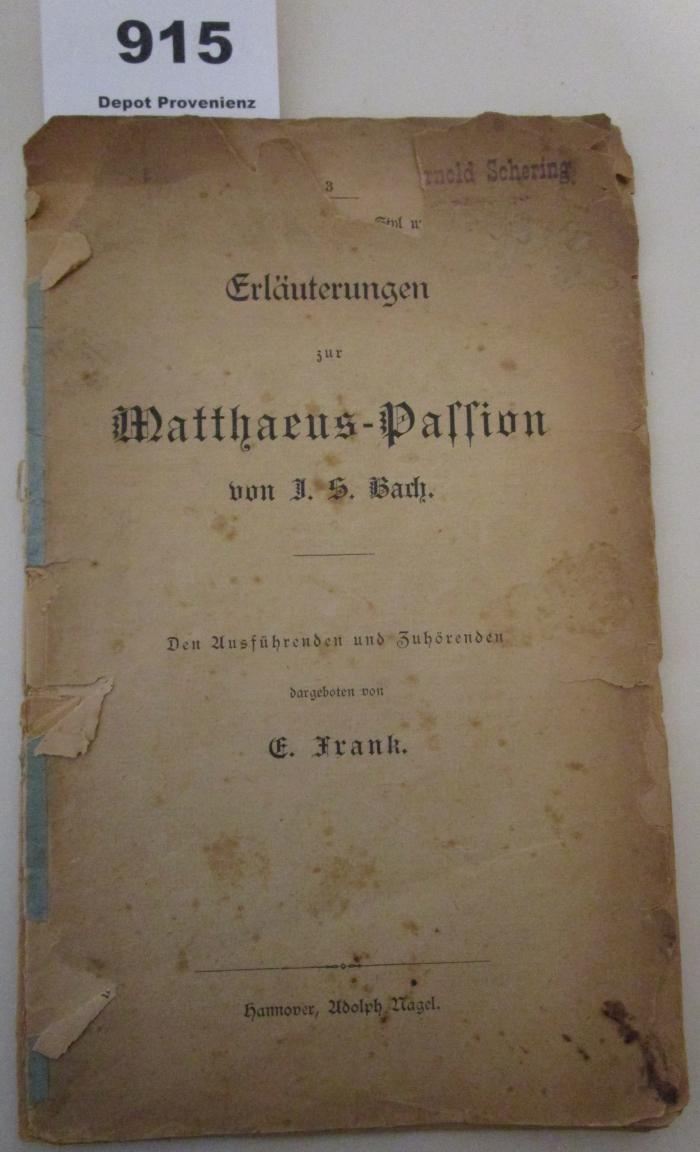 915
Depot Provenienz
rnold Schering
3
Erläuterungen
zur
Matthaeus-Passion
von J. S. Bach.
Den Ausführenden und Zuhörenden
dargeboten von
E. Frank.
Hannover, Adolph Nagel.